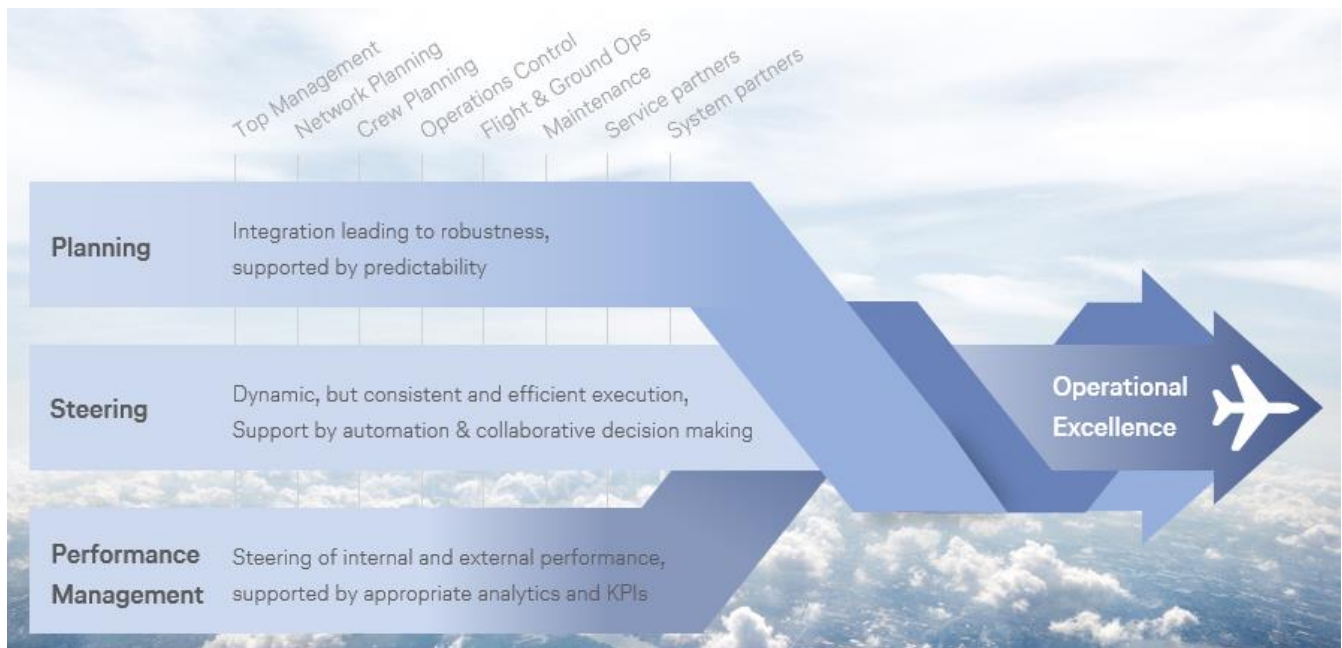 Top Management
Network Planning
Crew Planning
Operations Control
Flight & Ground Ops
Maintenance
Service partners
System partners
Planning
Integration leading to robustness,
supported by predictability
Steering
Dynamic, but consistent and efficient execution,
Support by automation & collaborative decision making
Performance
Management
Steering of internal and external performance,
supported by appropriate analytics and KPIs
Operational
Excellence